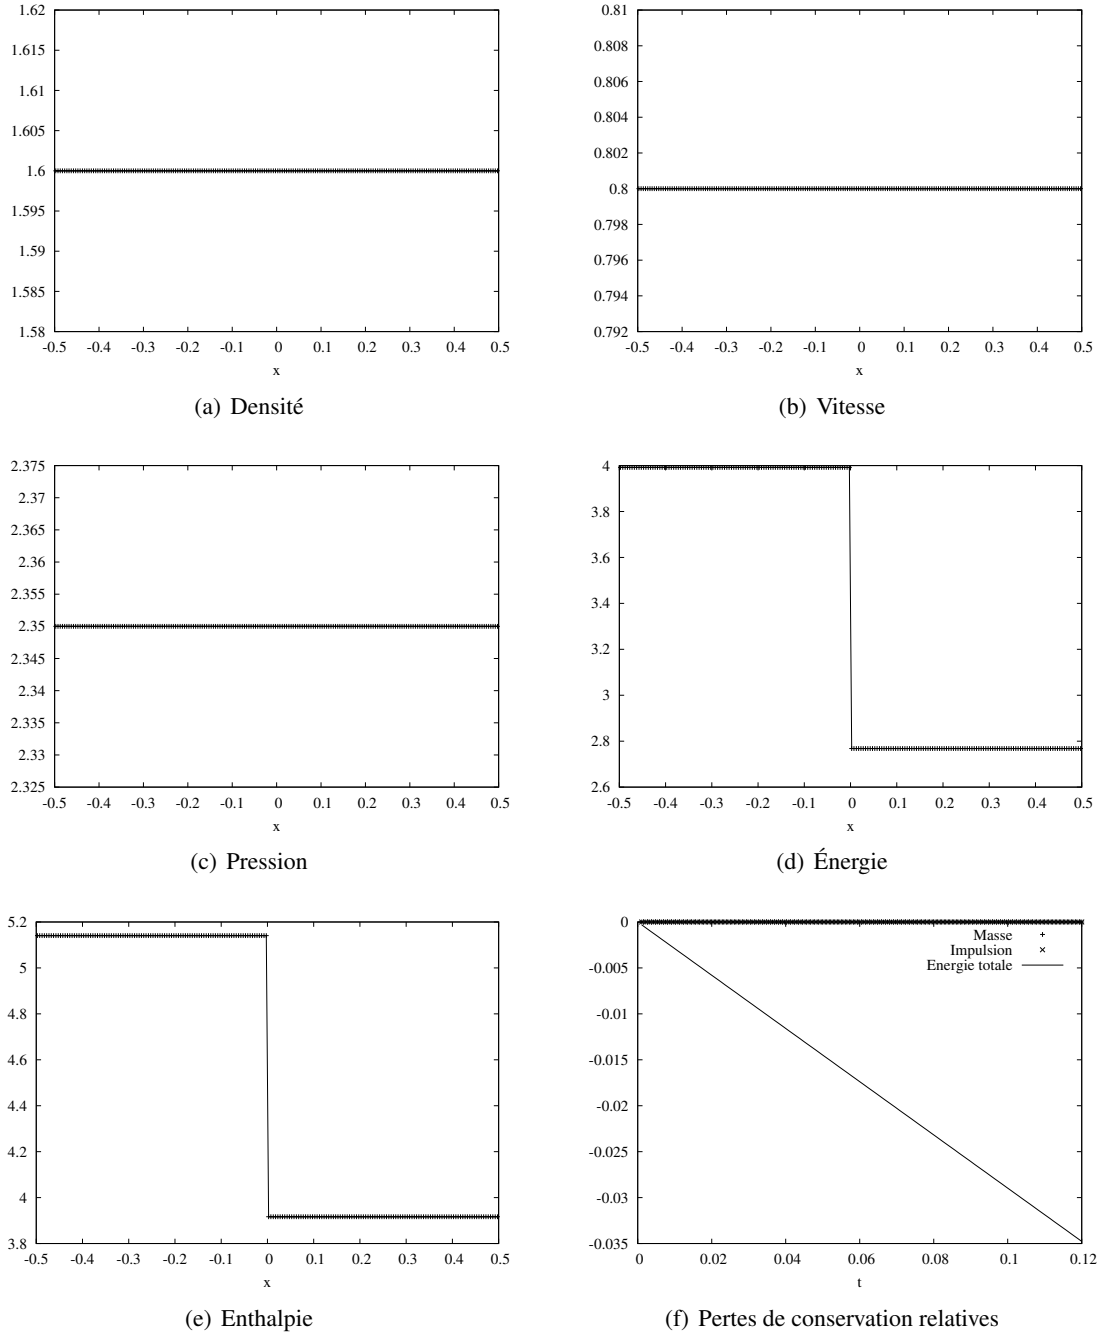 1.62
1.615
1.61
1.605
1.6
1.595
1.59
1.585
1.58
-0.5 -0.4 -0.3 -0.2 -0.1 0 0.1 0.2 0.3 0.4 0.5
x
(a) Densité
0.81
0.808
0.806
0.804
0.802
0.8
0.798
0.796
0.794
0.792
-0.5 -0.4 -0.3 -0.2 -0.1 0 0.1 0.2 0.3 0.4 0.5
x
(b) Vitesse
2.375
2.37
2.365
2.36
2.355
2.35
2.345
2.34
2.335
2.33
2.325
-0.5 -0.4 -0.3 -0.2 -0.1 0 0.1 0.2 0.3 0.4 0.5
x
(c) Pression
4
3.8
3.6
3.4
3.2
3
2.8
2.6
-0.5 -0.4 -0.3 -0.2 -0.1 0 0.1 0.2 0.3 0.4 0.5
x
(d) Énergie
5.2
5
4.8
4.6
4.4
4.2
4
3.8
-0.5 -0.4 -0.3 -0.2 -0.1 0 0.1 0.2 0.3 0.4 0.5
x
(e) Enthalpie
0
-0.005
-0.01
-0.015
-0.02
-0.025
-0.03
-0.035
Masse
Impulsion
Energie totale
0 0.02 0.04 0.06 0.08 0.1 0.12
t
(f) Pertes de conservation relatives